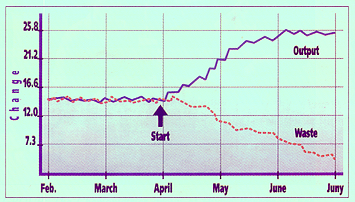 25.8
Output
21.2
Change
16.6
12.0
Start
Waste
7.3
Feb. March April May June Juny